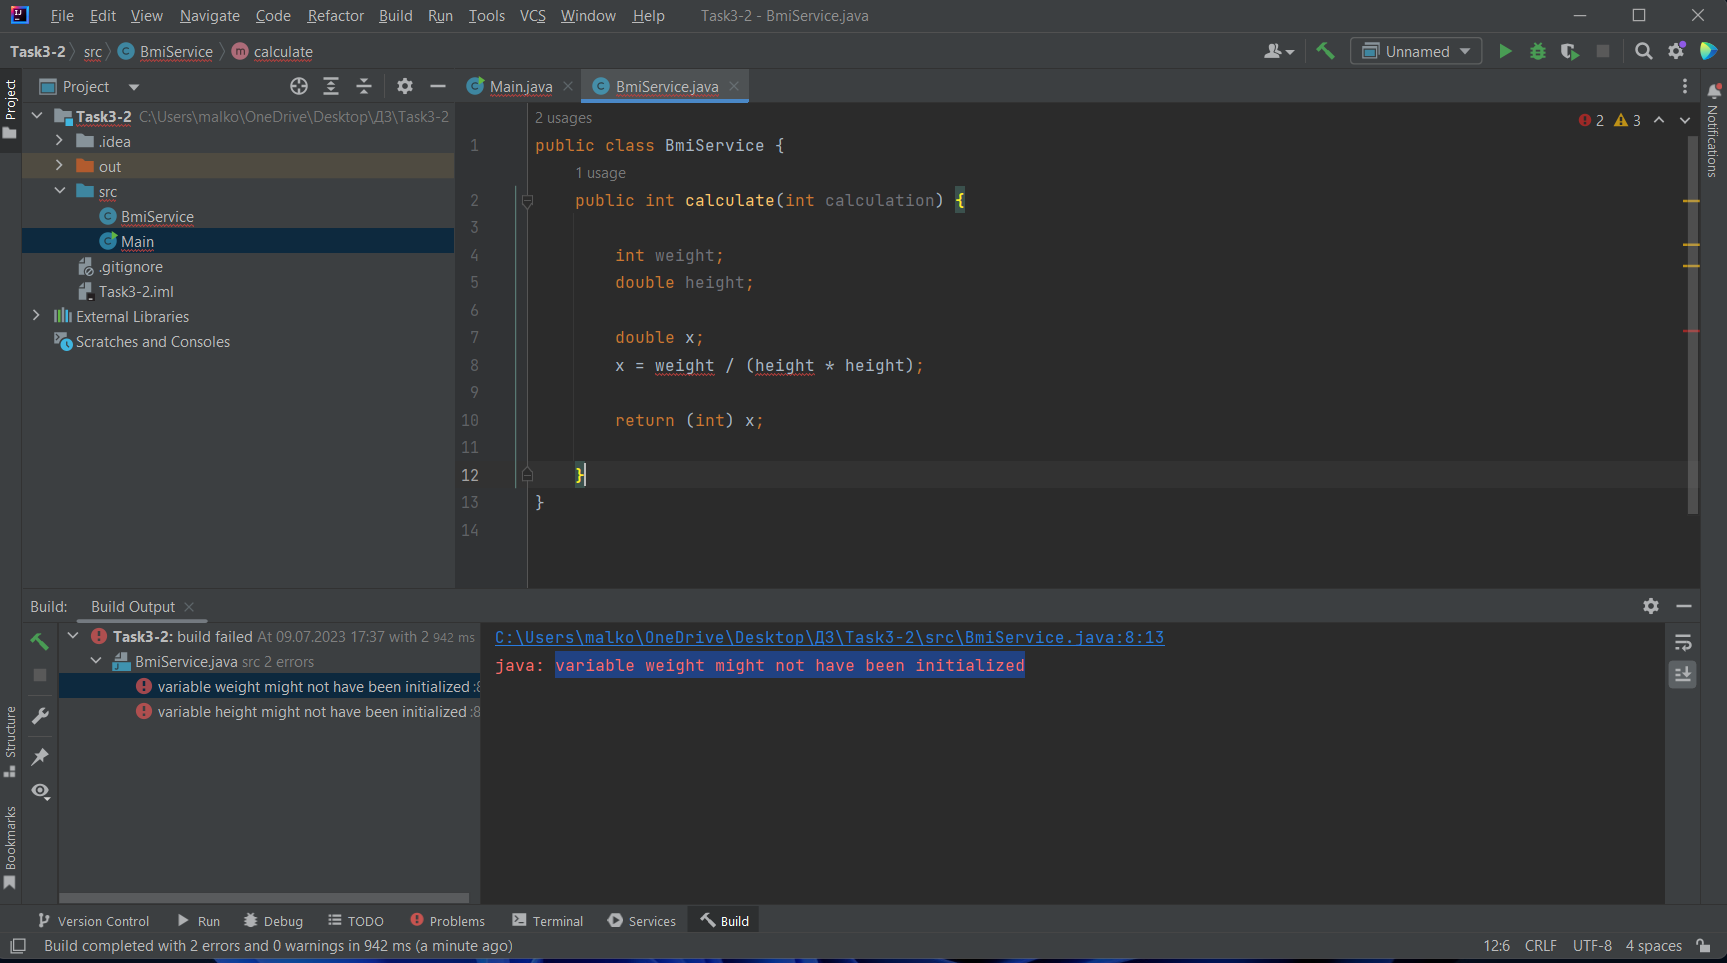 File Edit View Navigate Code Refactor Build Run Tools VCS Window Help Task3-2 - BmiService.java
Task3-2 src BmiService calculate Unnamed
Project
Project
Main.java BmiService.java
Task3-2 C:\Users\malko\OneDrive\Desktop\ДЗ\Task3-2
.idea
out
src
BmiService
Main
.gitignore
Task3-2.iml
External Libraries
Scratches and Consoles
2 usages
2 3
1 public class BmiService {
1 usage
2 public int calculate(int calculation) {
3
4 int weight;
5 double height;
6
7 double x;
8 x = weight / (height * height);
9
10 return (int) x;
11
12 }
13 }
14
Notifications
Build: Build Output
Task3-2: build failed At 09.07.2023 17:37 with 2 942 ms
BmiService.java src 2 errors
variable weight might not have been initialized :8
variable height might not have been initialized :8
C:\Users\malko\OneDrive\Desktop\ДЗ\Task3-2\src\BmiService.java:8:13
java: variable weight might not have been initialized
Structure
Bookmarks
Version Control Run Debug TODO Problems Terminal Services Build
Build completed with 2 errors and 0 warnings in 942 ms (a minute ago) 12:6 CRLF UTF-8 4 spaces